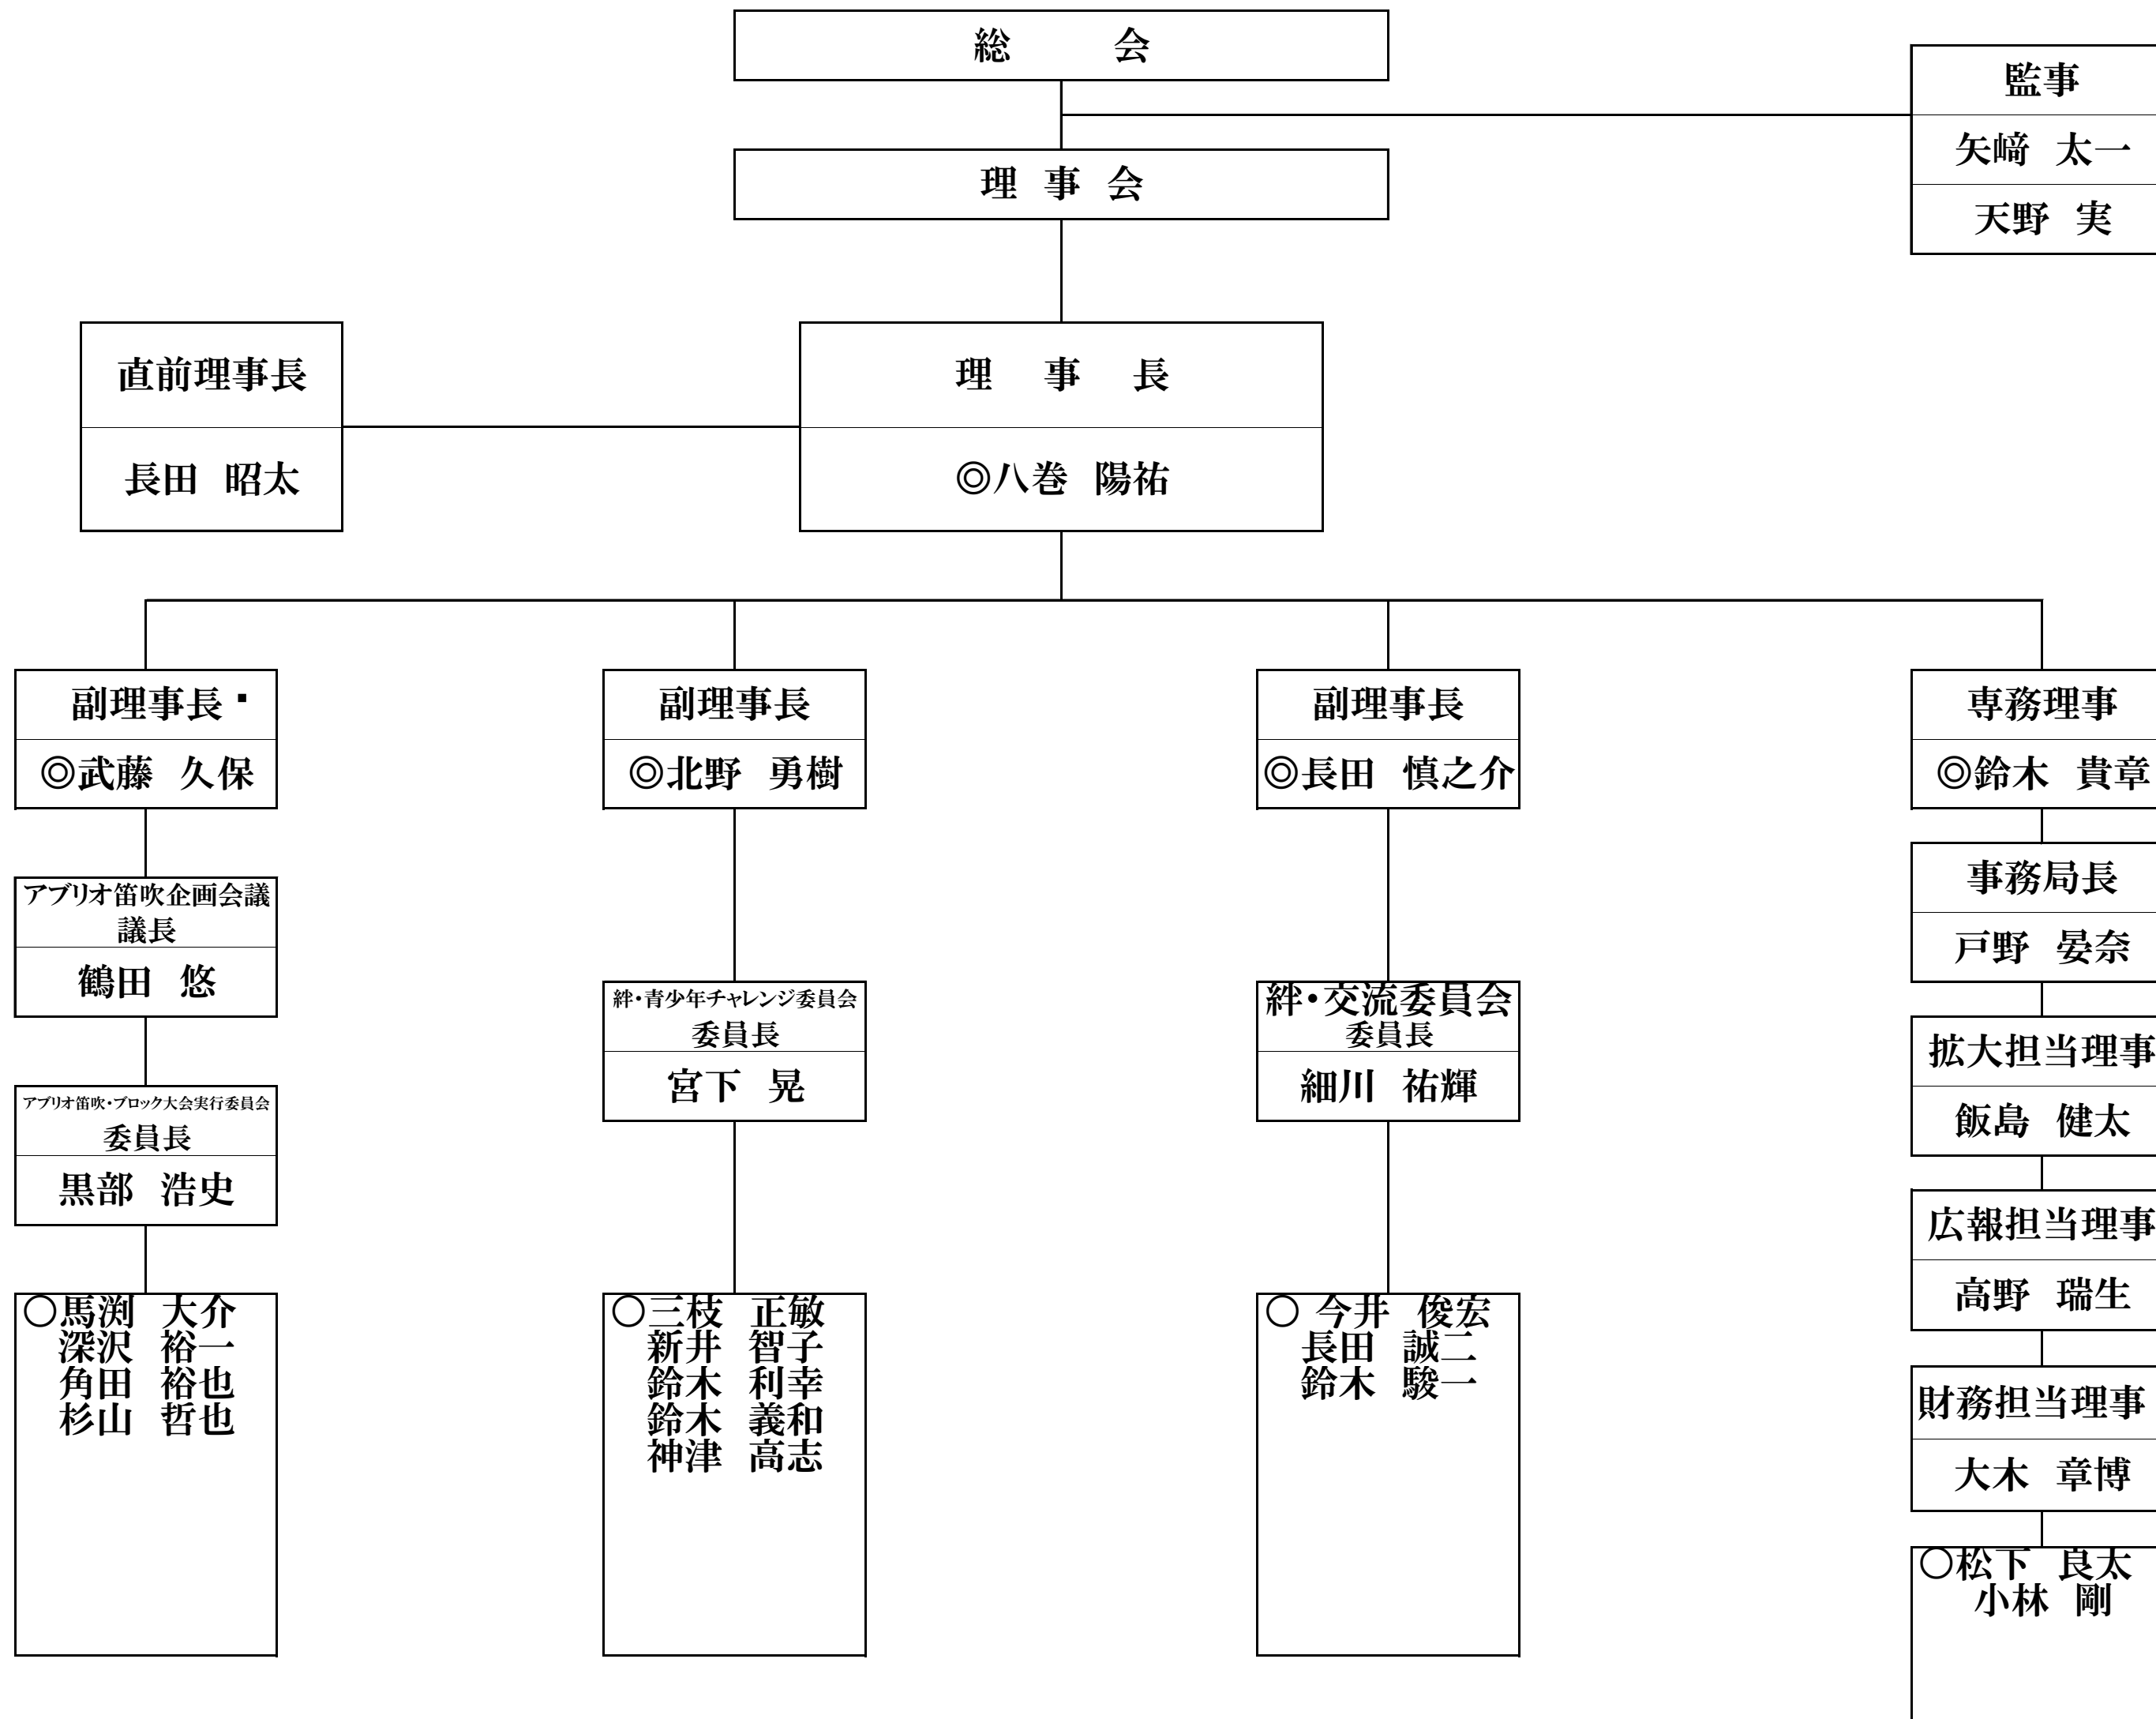 総　会
監事
矢﨑 太一
天野 実
理 事 会
直前理事長
長田 昭太
理 事 長
◎八巻 陽祐
副理事長
◎武藤 久保
アブリオ笛吹企画会議
議長
鶴田 悠
アブリオ笛吹・ブロック大会実行委員会
委員長
黒部 浩史
〇馬渕 大介
深沢 裕一
角田 裕也
杉山 哲也
副理事長
◎北野 勇樹
絆・青少年チャレンジ委員会
委員長
宮下 晃
〇三枝 正敏
新井 智子
鈴木 利幸
鈴木 義和
神津 高志
副理事長
◎長田 慎之介
絆・交流委員会
委員長
細川 祐輝
〇 今井 俊宏
長田 誠二
鈴木 駿一
専務理事
◎鈴木 貴章
事務局長
戸野 晏奈
拡大担当理事
飯島 健太
広報担当理事
高野 瑞生
財務担当理事
大木 章博
〇松下 良太
小林 剛